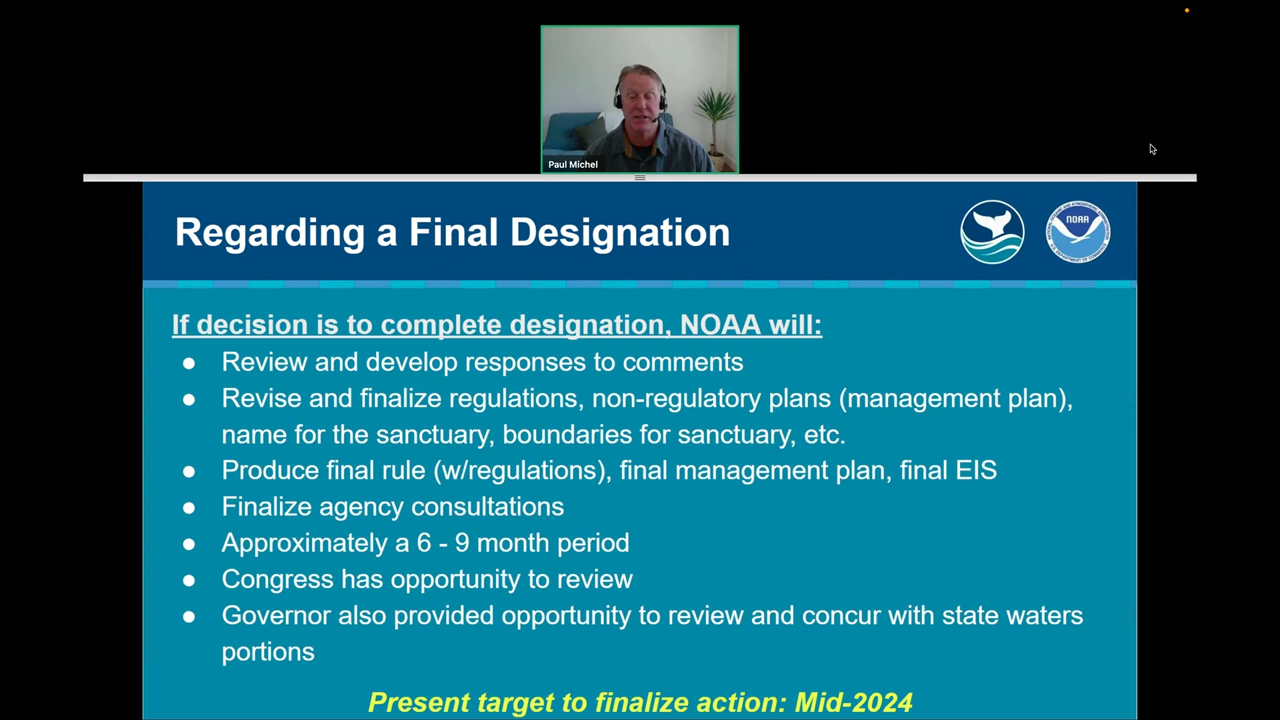 Paul Michel
Regarding a Final Designation
NOAA
If decision is to complete designation, NOAA will:
● Review and develop responses to comments
● Revise and finalize regulations, non-regulatory plans (management plan),
name for the sanctuary, boundaries for sanctuary, etc.
● Produce final rule (w/regulations), final management plan, final EIS
● Finalize agency consultations
● Approximately a 6 - 9 month period
● Congress has opportunity to review
● Governor also provided opportunity to review and concur with state waters
portions
Present target to finalize action: Mid-2024